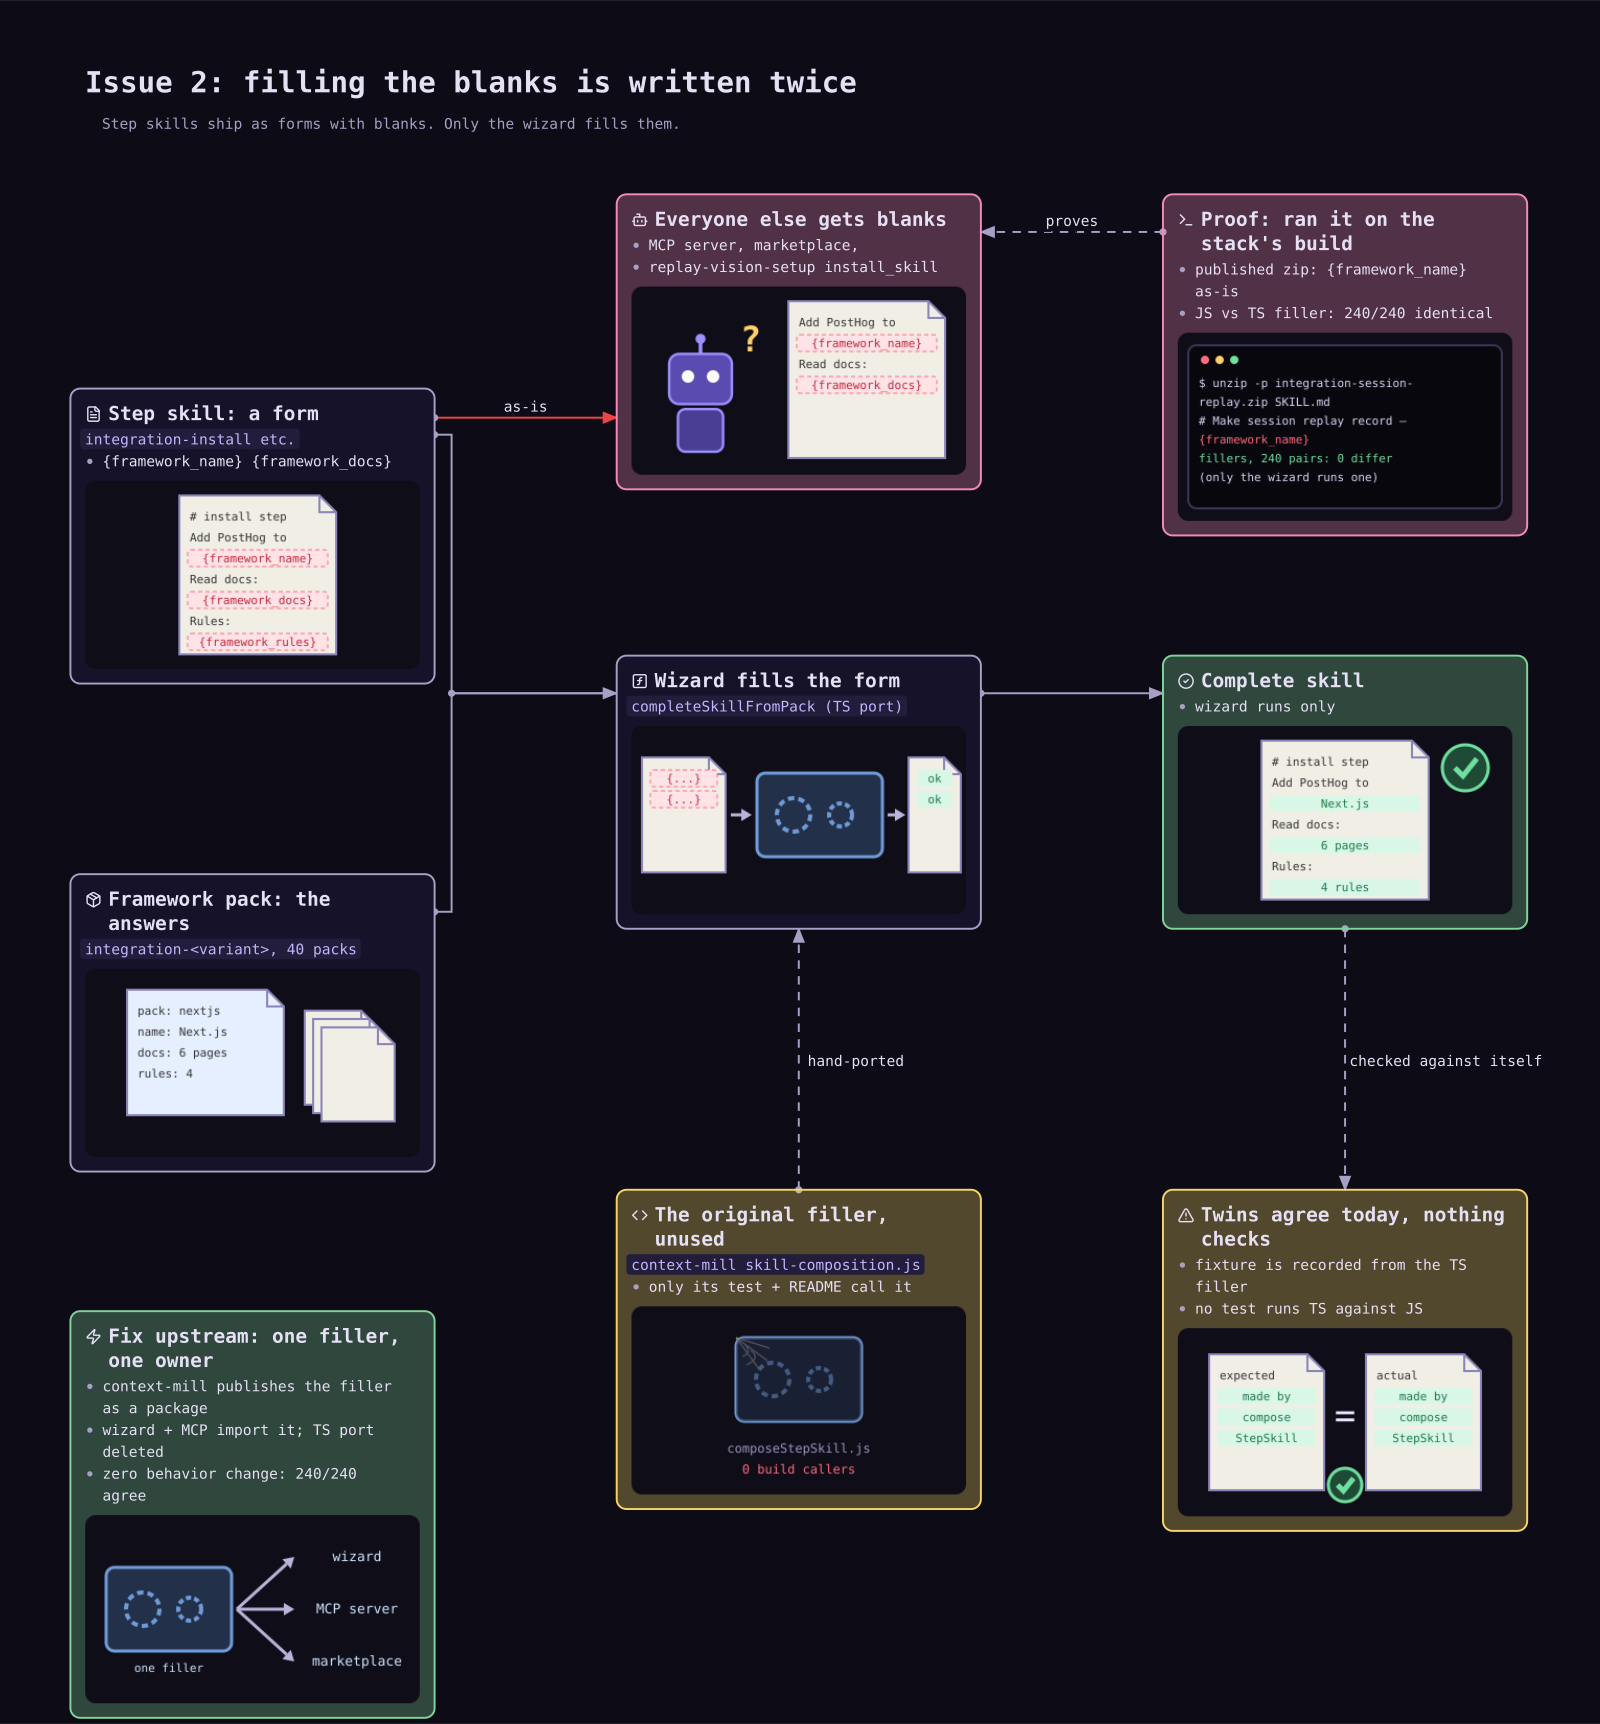 Issue 2: filling the blanks is written twice
Step skills ship as forms with blanks. Only the wizard fills them.
Everyone else gets blanks
• MCP server, marketplace,
• replay-vision-setup install_skill
?
Add PostHog to
{framework_name}
Read docs:
{framework_docs}
proves
Proof: ran it on the
stack's build
• published zip: {framework_name}
as-is
• JS vs TS filler: 240/240 identical
$ unzip -p integration-session-
replay.zip SKILL.md
# Make session replay record —
{framework_name}
fillers, 240 pairs: 0 differ
(only the wizard runs one)
Step skill: a form
integration-install etc.
• {framework_name} {framework_docs}
# install step
Add PostHog to
{framework_name}
Read docs:
{framework_docs}
Rules:
{framework_rules}
as-is
Wizard fills the form
completeSkillFromPack (TS port)
{...}
{...}
ok
ok
Complete skill
• wizard runs only
# install step
Add PostHog to
Next.js
Read docs:
6 pages
Rules:
4 rules
Framework pack: the
answers
integration-<variant>, 40 packs
pack: nextjs
name: Next.js
docs: 6 pages
rules: 4
hand-ported
checked against itself
The original filler,
unused
context-mill skill-composition.js
• only its test + README call it
composeStepSkill.js
0 build callers
Twins agree today, nothing
checks
• fixture is recorded from the TS
filler
• no test runs TS against JS
expected
made by
compose
StepSkill
=
actual
made by
compose
StepSkill
Fix upstream: one filler,
one owner
• context-mill publishes the filler
as a package
• wizard + MCP import it; TS port
deleted
• zero behavior change: 240/240
agree
one filler
wizard
MCP server
marketplace